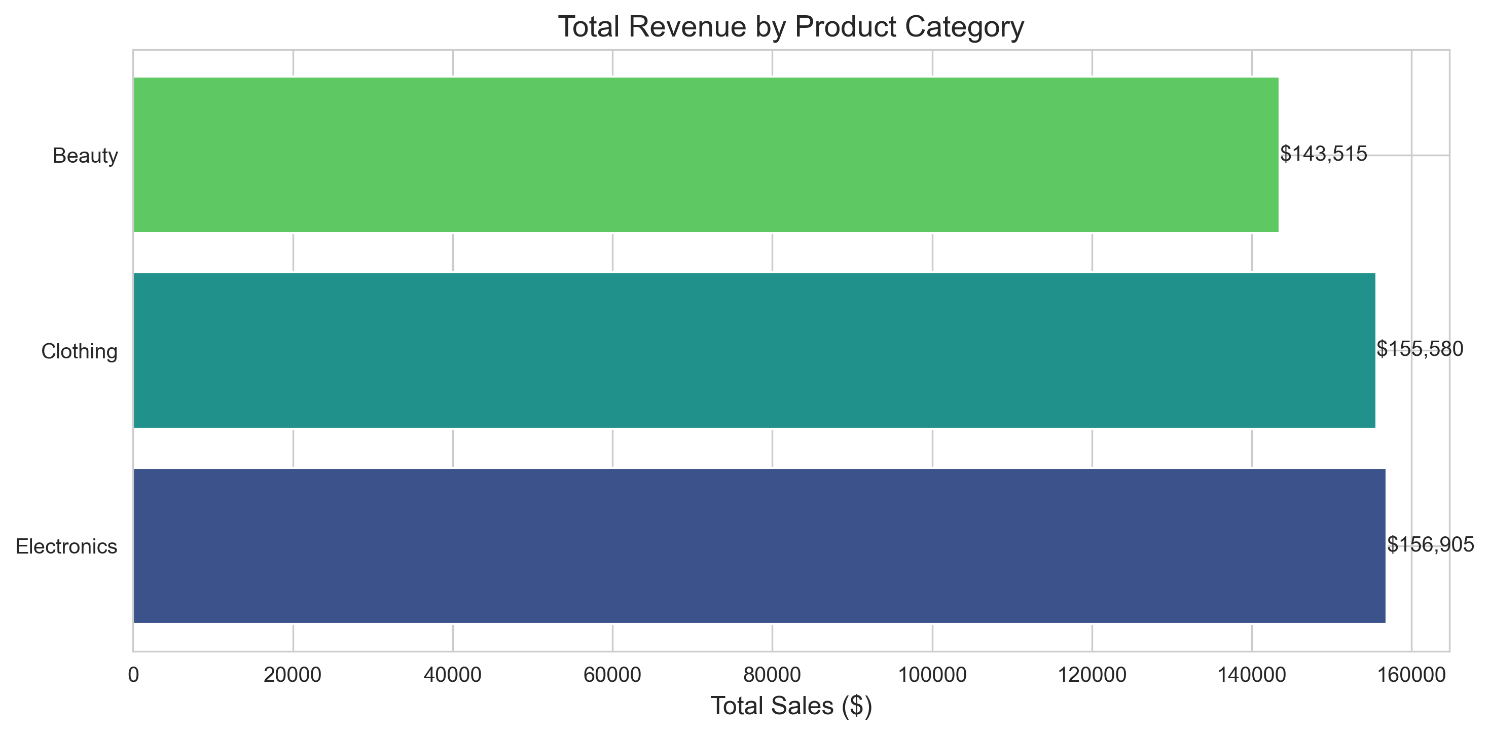 Total Revenue by Product Category
Beauty
$143,515
Clothing
$155,580
Electronics
$156,905
0 20000 40000 60000 80000 100000 120000 140000 160000
Total Sales ($)